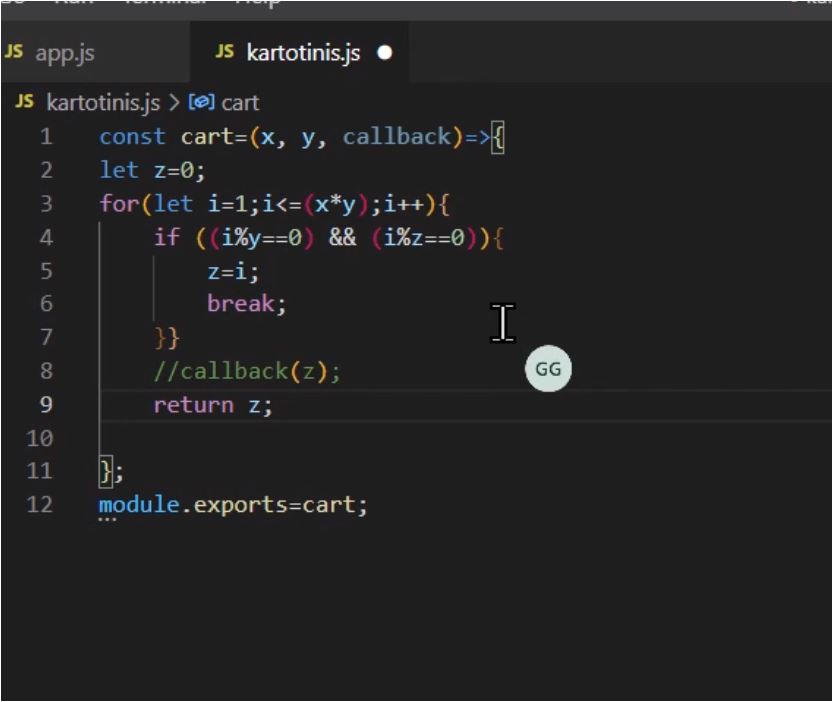 JS app.js JS kartotinis.js
JS kartotinis.js > cart
1 const cart=(x, y, callback)=>{
2 let z=0;
3 for(let i=1;i<=(x*y);i++){
4 if ((i%y==0) && (i%z==0)){
5 z=i;
6 break;
7 }}
8 //callback(z);
9 return z;
10
11 };
12 module.exports=cart;
GG